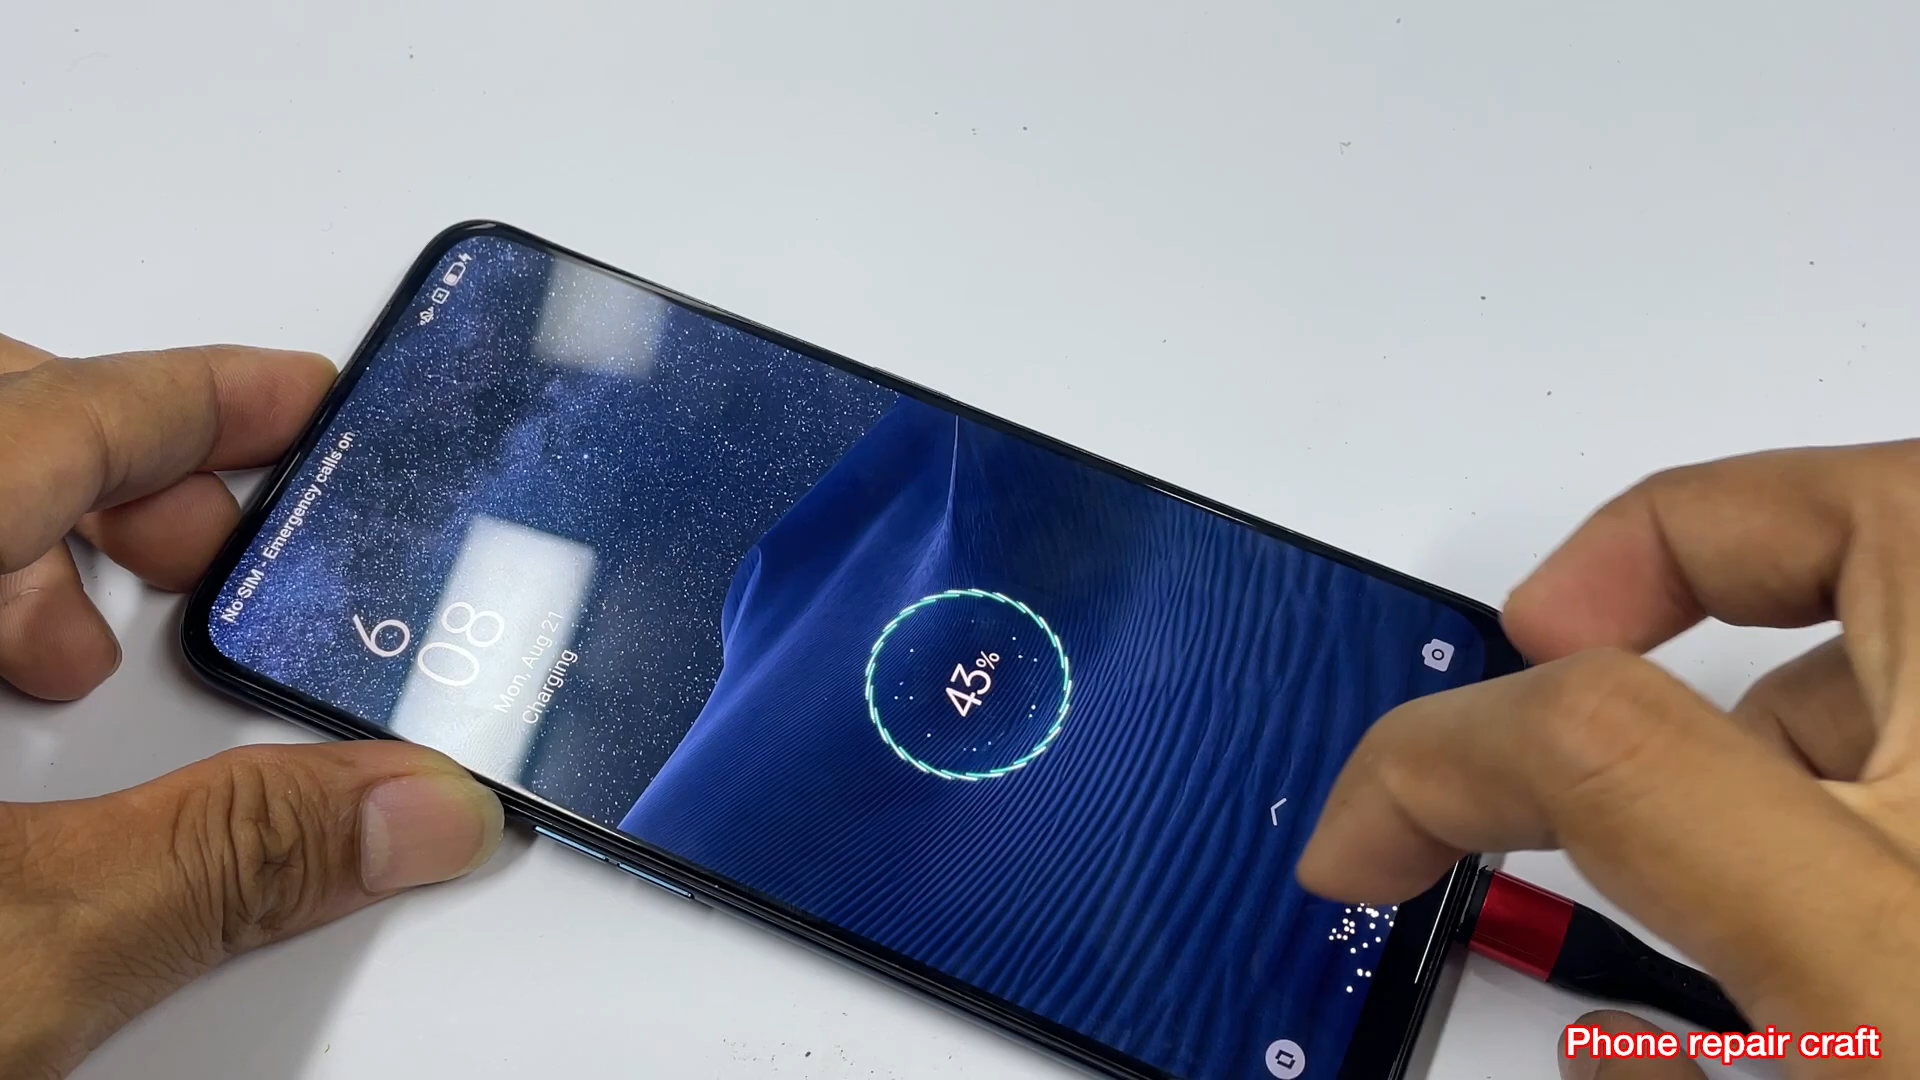 No SIM - Emergency calls on
6
08
Mon, Aug 21
Charging
43%
Phone repair craft